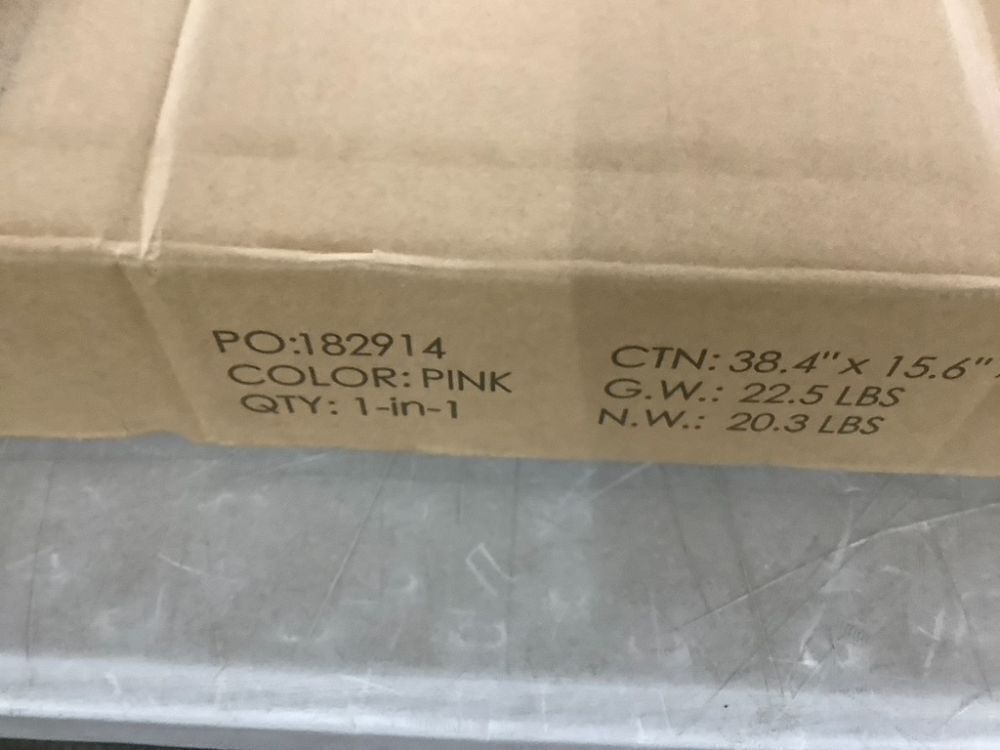 PO:182914
COLOR: PINK
QTY: 1-in-1
CTN: 38.4"x 15.6"
G.W.: 22.5 LBS
N.W.: 20.3 LBS